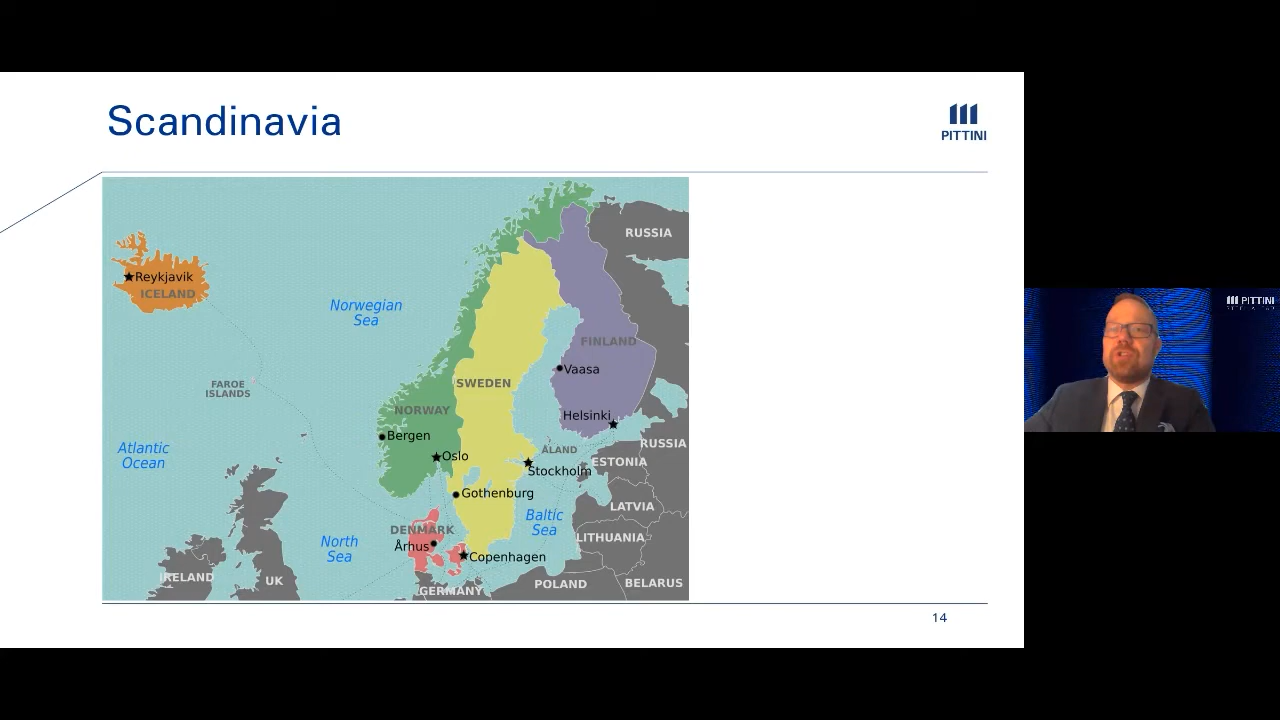 Scandinavia
PITTINI
RUSSIA
Reykjavik
ICELAND
Norwegian
Sea
FINLAND
Vaasa
SWEDEN
FAROE
ISLANDS
NORWAY
Helsinki
Bergen
Atlantic
Ocean
Oslo
ÅLAND
RUSSIA
ESTONIA
Stockholm
Gothenburg
LATVIA
Baltic
Sea
DENMARK
Århus
North
Sea
LITHUANIA
Copenhagen
IRELAND
UK
GERMANY
POLAND
BELARUS
14
PITTINI